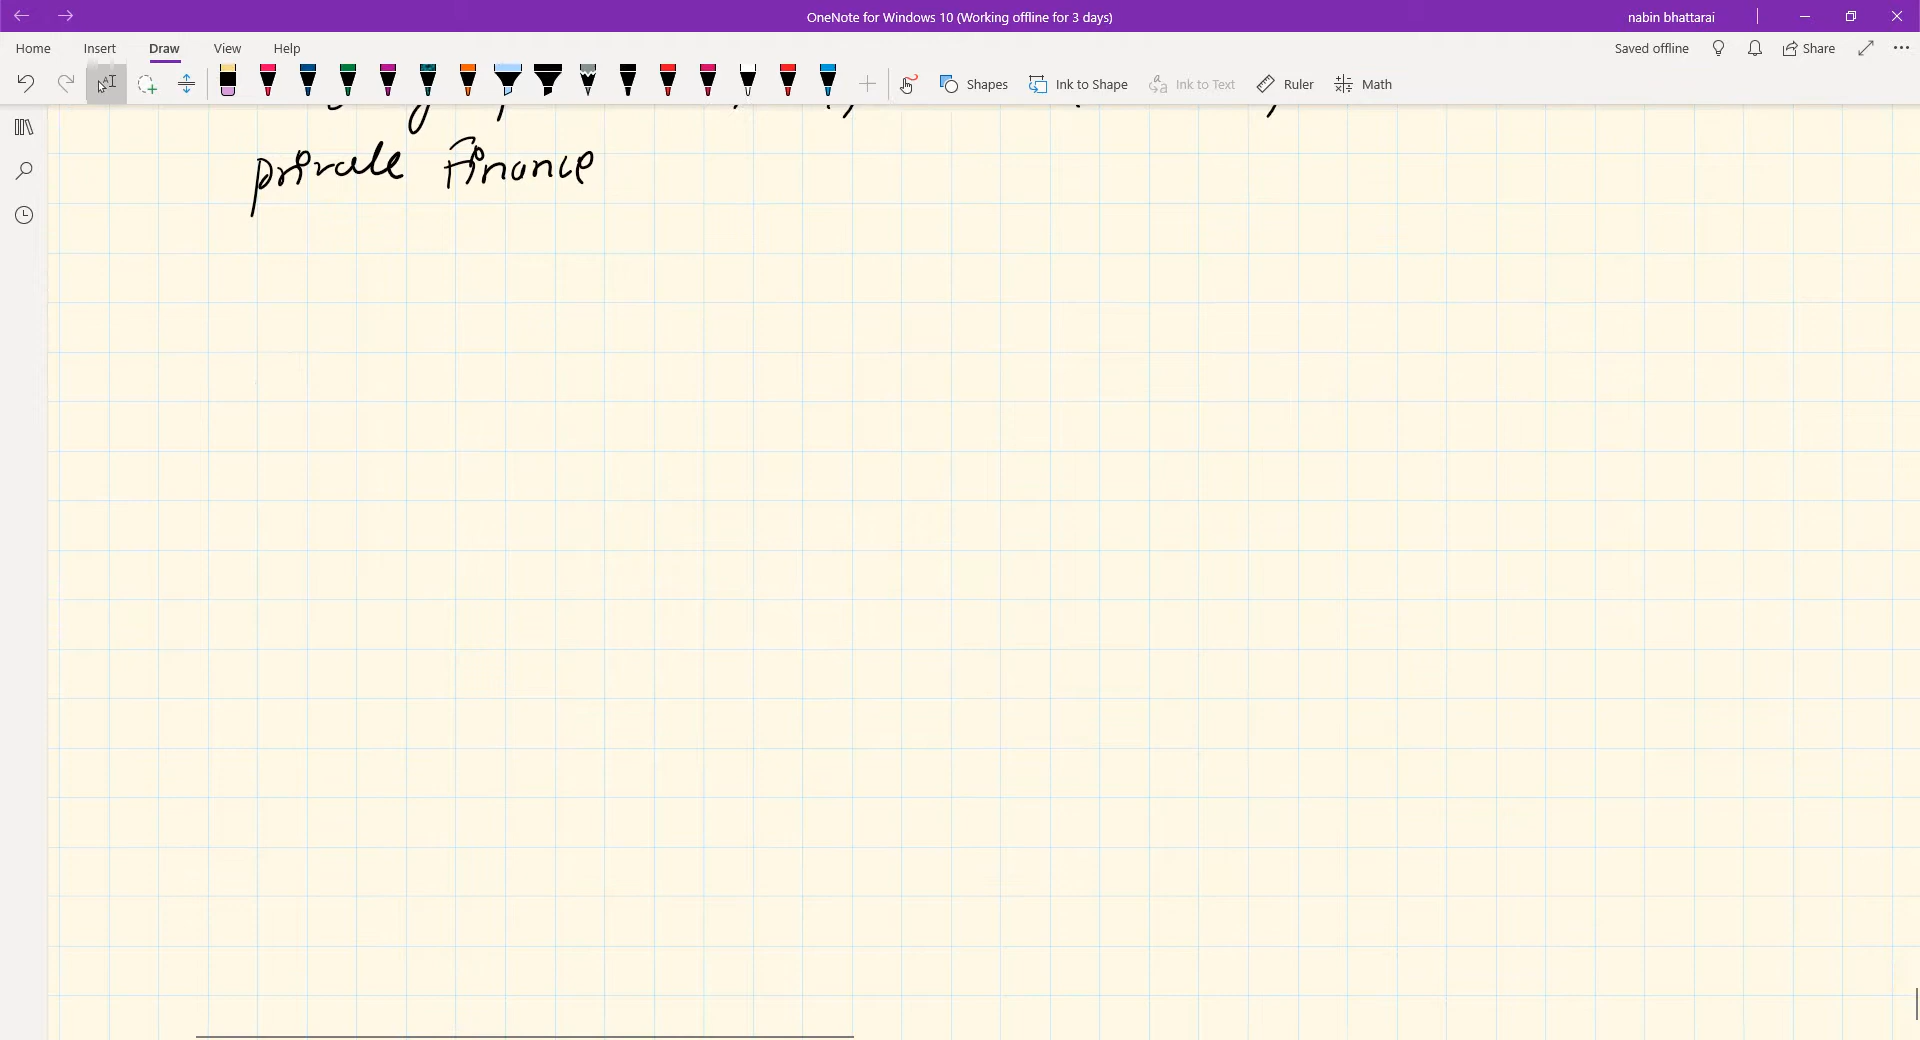 OneNote for Windows 10 (Working offline for 3 days) nabin bhattarai
Home Insert Draw View Help Saved offline Share
Shapes Ink to Shape Ink to Text Ruler Math
private Finance